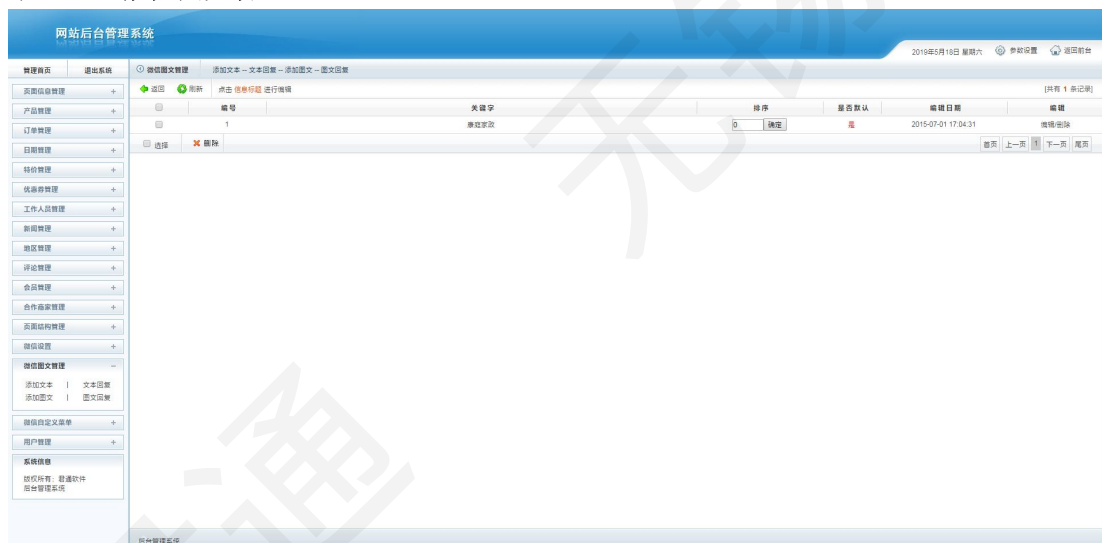 网站后台管理系统
2019年5月18日 星期六 参数设置 返回前台
管理首页 退出系统
微信图文管理 添加文本 -- 文本回复 -- 添加图文 -- 图文回复
返回 刷新 点击 信息标题 进行编辑 [共有 1 条记录]
编号 关键字 排序 是否默认 编辑日期 编辑
1 康庭家政 0 确定 是 2015-07-01 17:04:31 编辑/删除
选择 删除 首页 上一页 1 下一页 尾页
页面信息管理 +
产品管理 +
订单管理 +
日期管理 +
特价管理 +
优惠券管理 +
工作人员管理 +
新闻管理 +
地区管理 +
评论管理 +
会员管理 +
合作商家管理 +
页面结构管理 +
微信设置 +
微信图文管理 −
添加文本 | 文本回复
添加图文 | 图文回复
微信自定义菜单 +
用户管理 +
系统信息
版权所有：君通软件
后台管理系统
后台管理系统